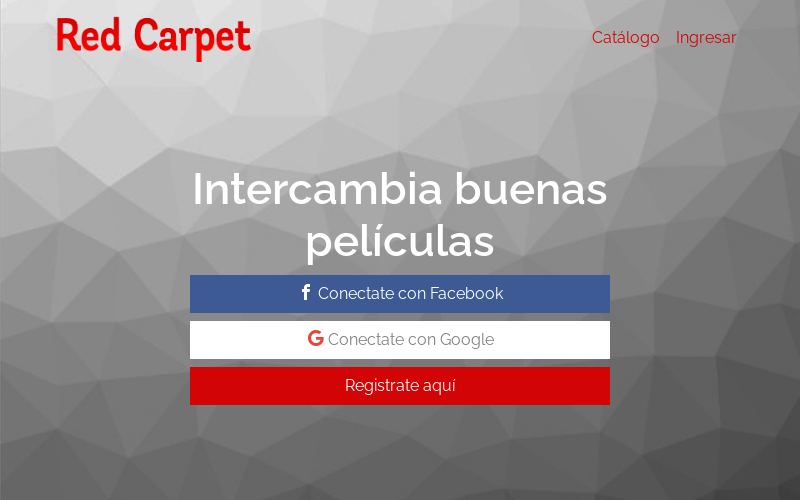 Red Carpet
Catálogo Ingresar
Intercambia buenas
películas
Conectate con Facebook
Conectate con Google
Registrate aquí